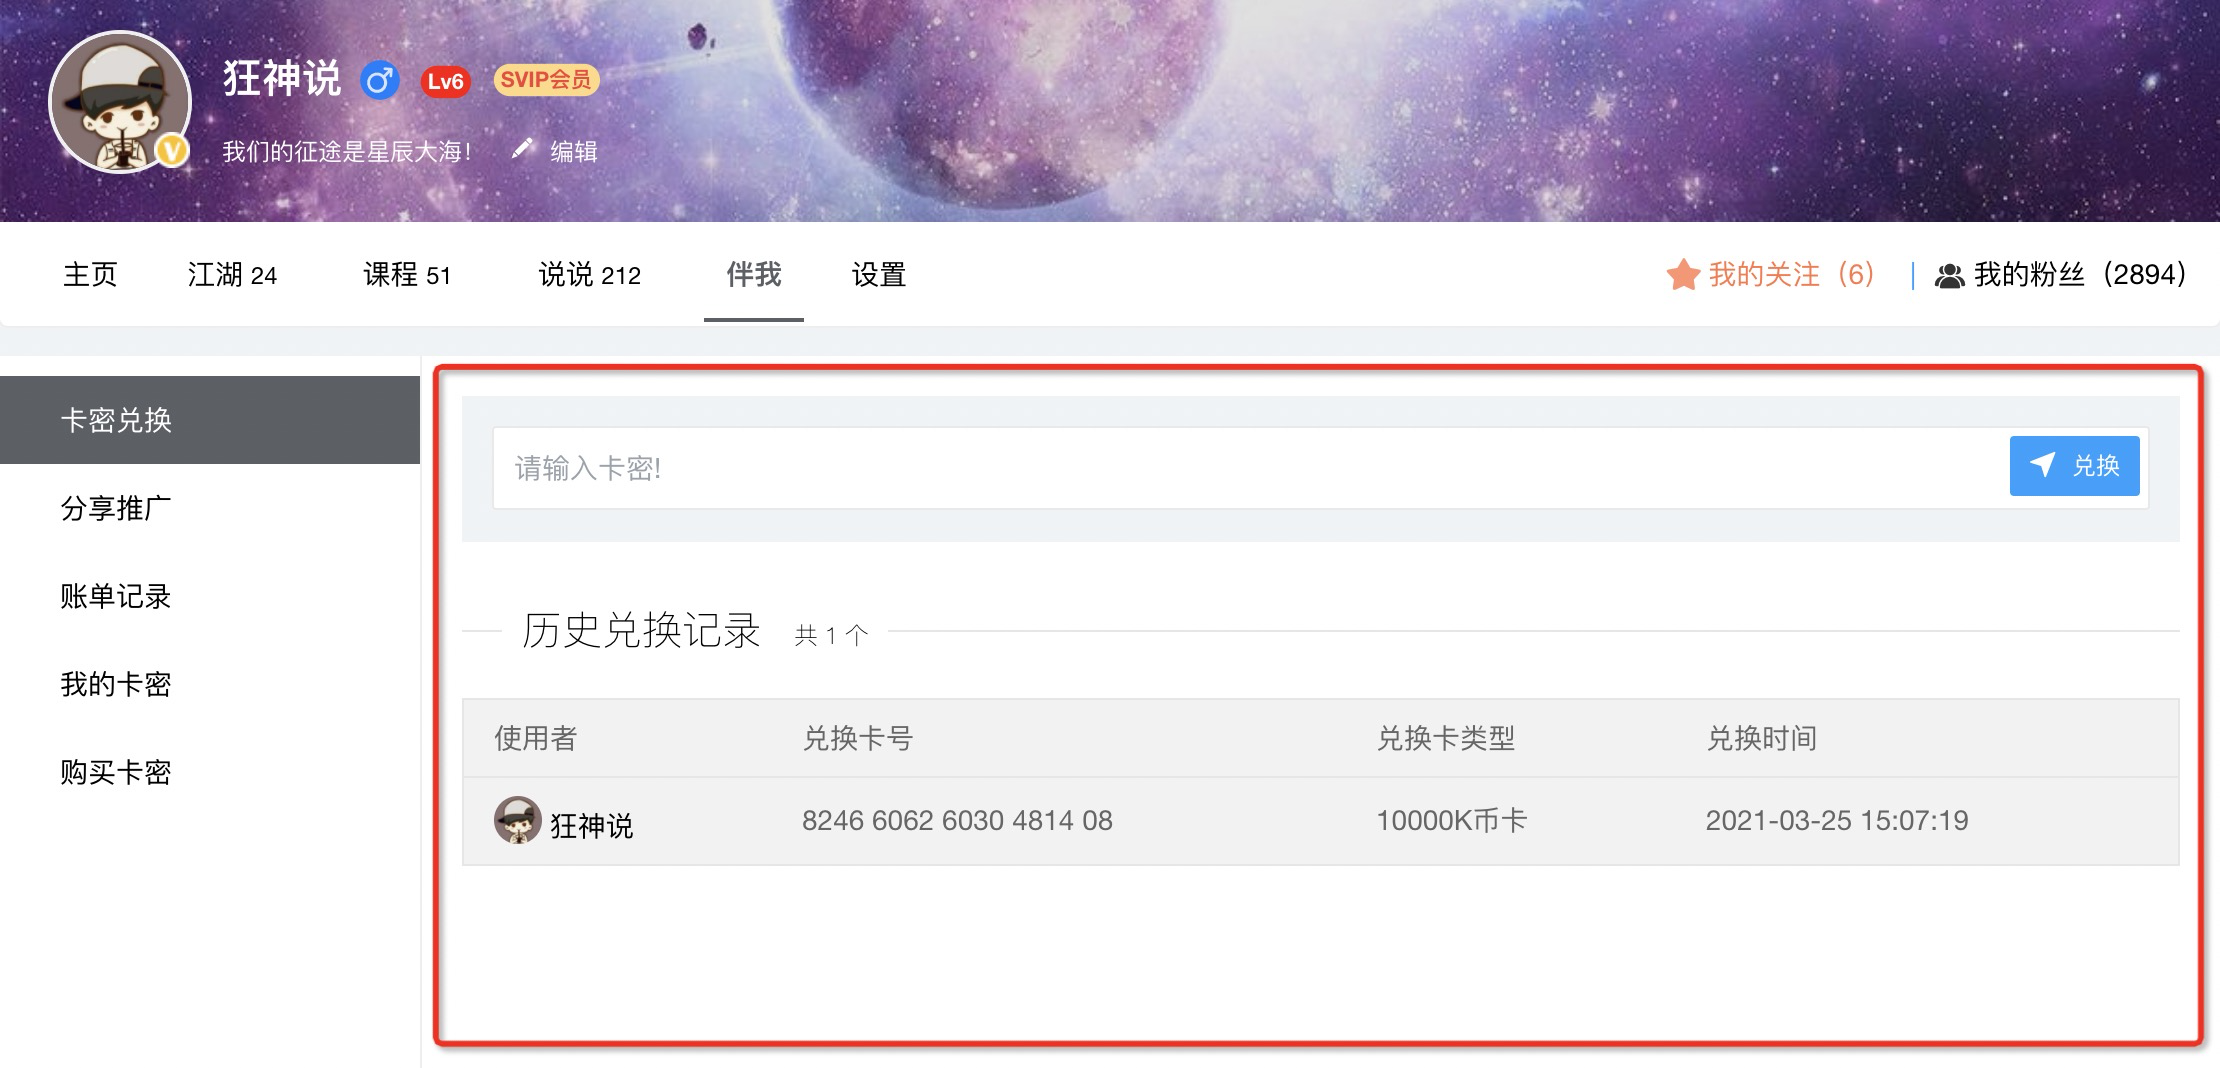 狂神说 Lv6 SVIP会员
我们的征途是星辰大海! 编辑
主页 江湖 24 课程 51 说说 212 伴我 设置 我的关注（6） 我的粉丝（2894）
卡密兑换
分享推广
账单记录
我的卡密
购买卡密
请输入卡密! 兑换
历史兑换记录 共 1 个
使用者 兑换卡号 兑换卡类型 兑换时间
狂神说 8246 6062 6030 4814 08 10000K币卡 2021-03-25 15:07:19